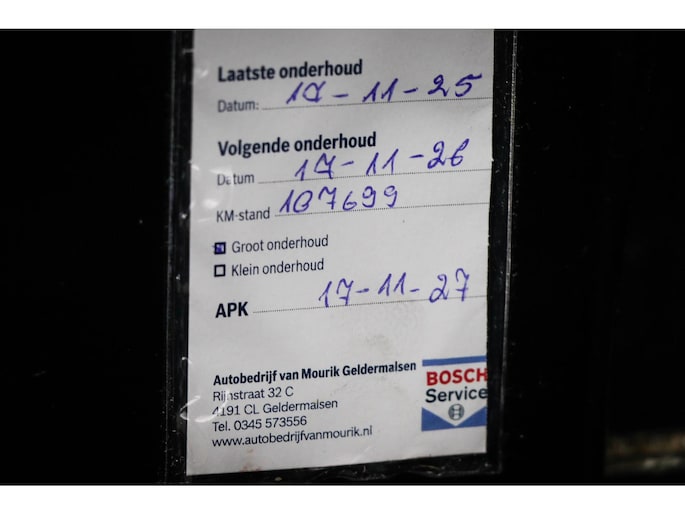 Laatste onderhoud
Datum: 17-11-25
Volgende onderhoud
Datum 17-11-26
KM-stand 107699
Groot onderhoud
Klein onderhoud
APK 17-11-27
Autobedrijf van Mourik Geldermalsen
Rijnstraat 32 C
4191 CL Geldermalsen
Tel. 0345 573556
www.autobedrijfvanmourik.nl
BOSCH
Service